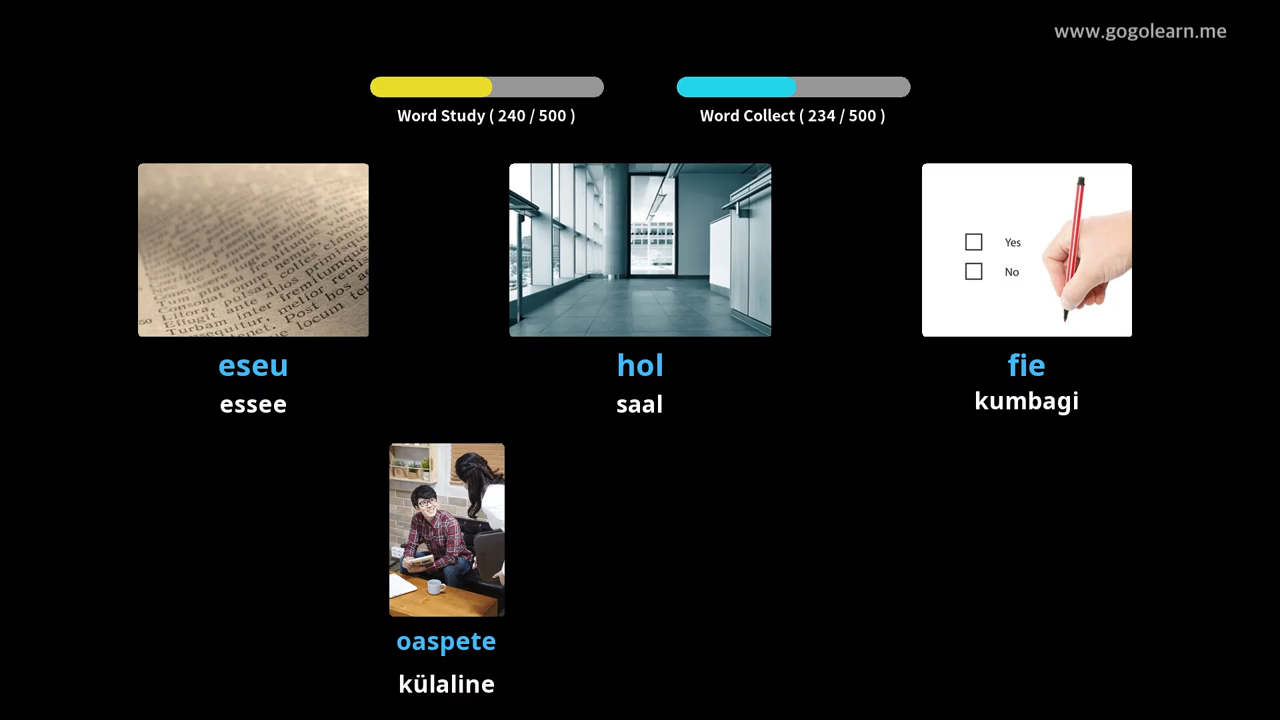 www.gogolearn.me
Word Study ( 240 / 500 )
Word Collect ( 234 / 500 )
Yes
No
eseu
essee
hol
saal
fie
kumbagi
oaspete
külaline